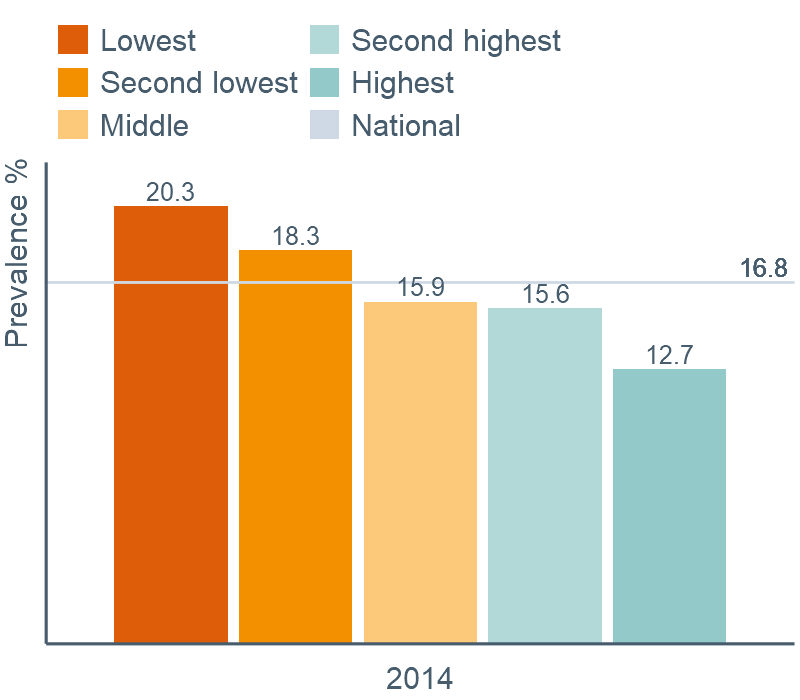 Lowest
Second highest
Second lowest
Highest
Middle
National
Prevalence %
20.3
18.3
16.8
15.9
15.6
12.7
2014